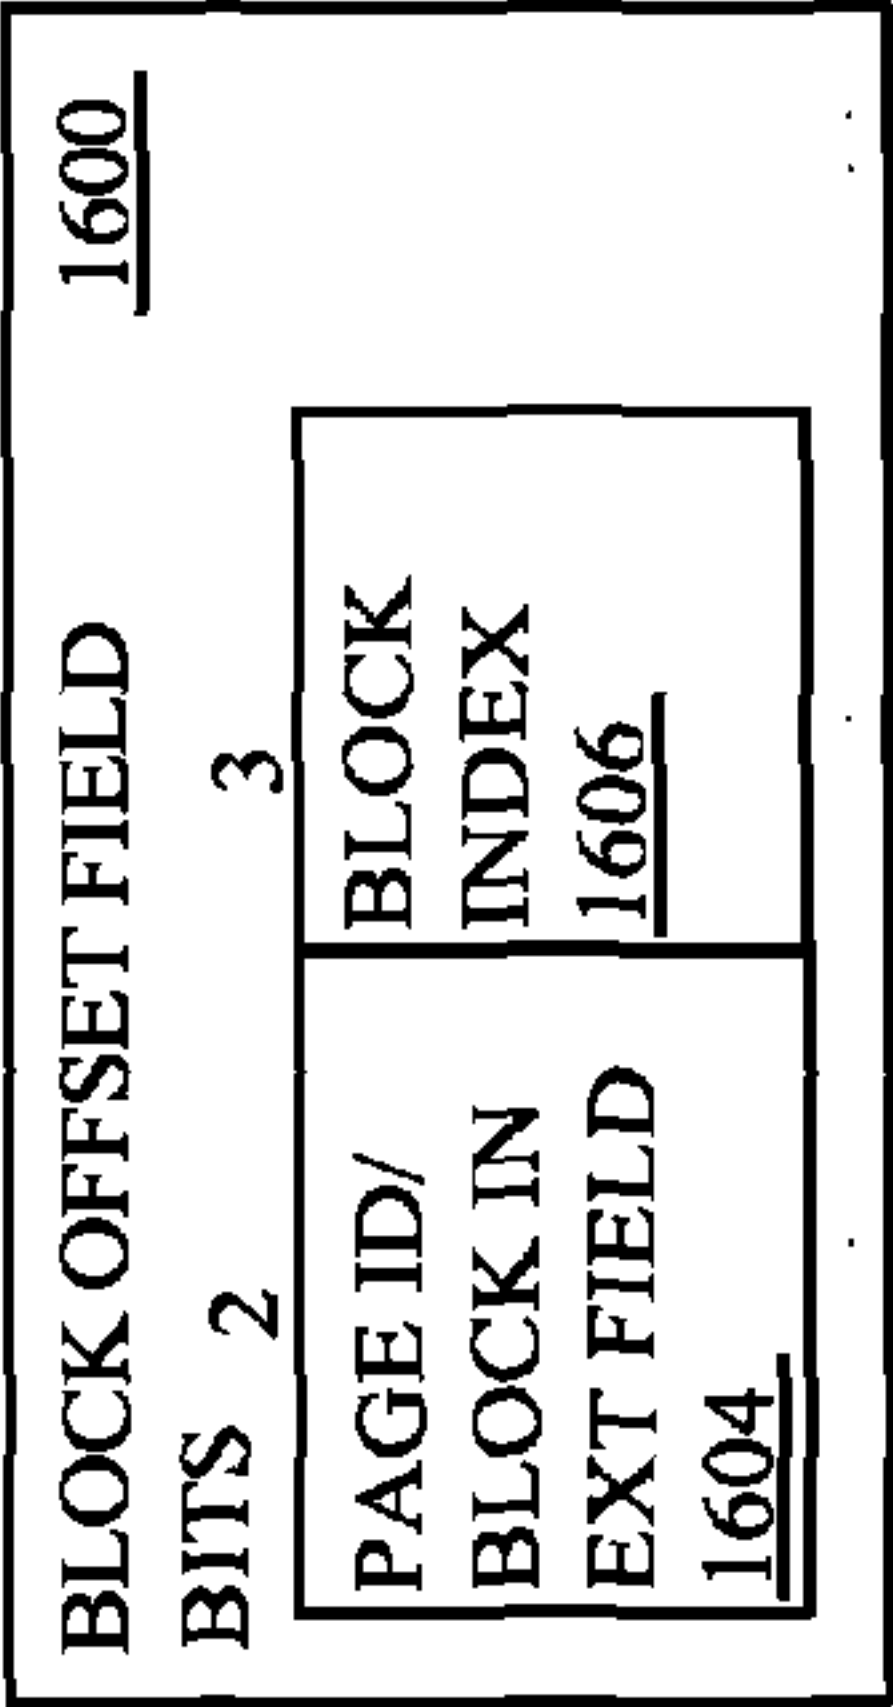 BLOCK OFFSET FIELD 1600
BITS 2 3
PAGE ID/
BLOCK IN
EXT FIELD
1604
BLOCK
INDEX
1606